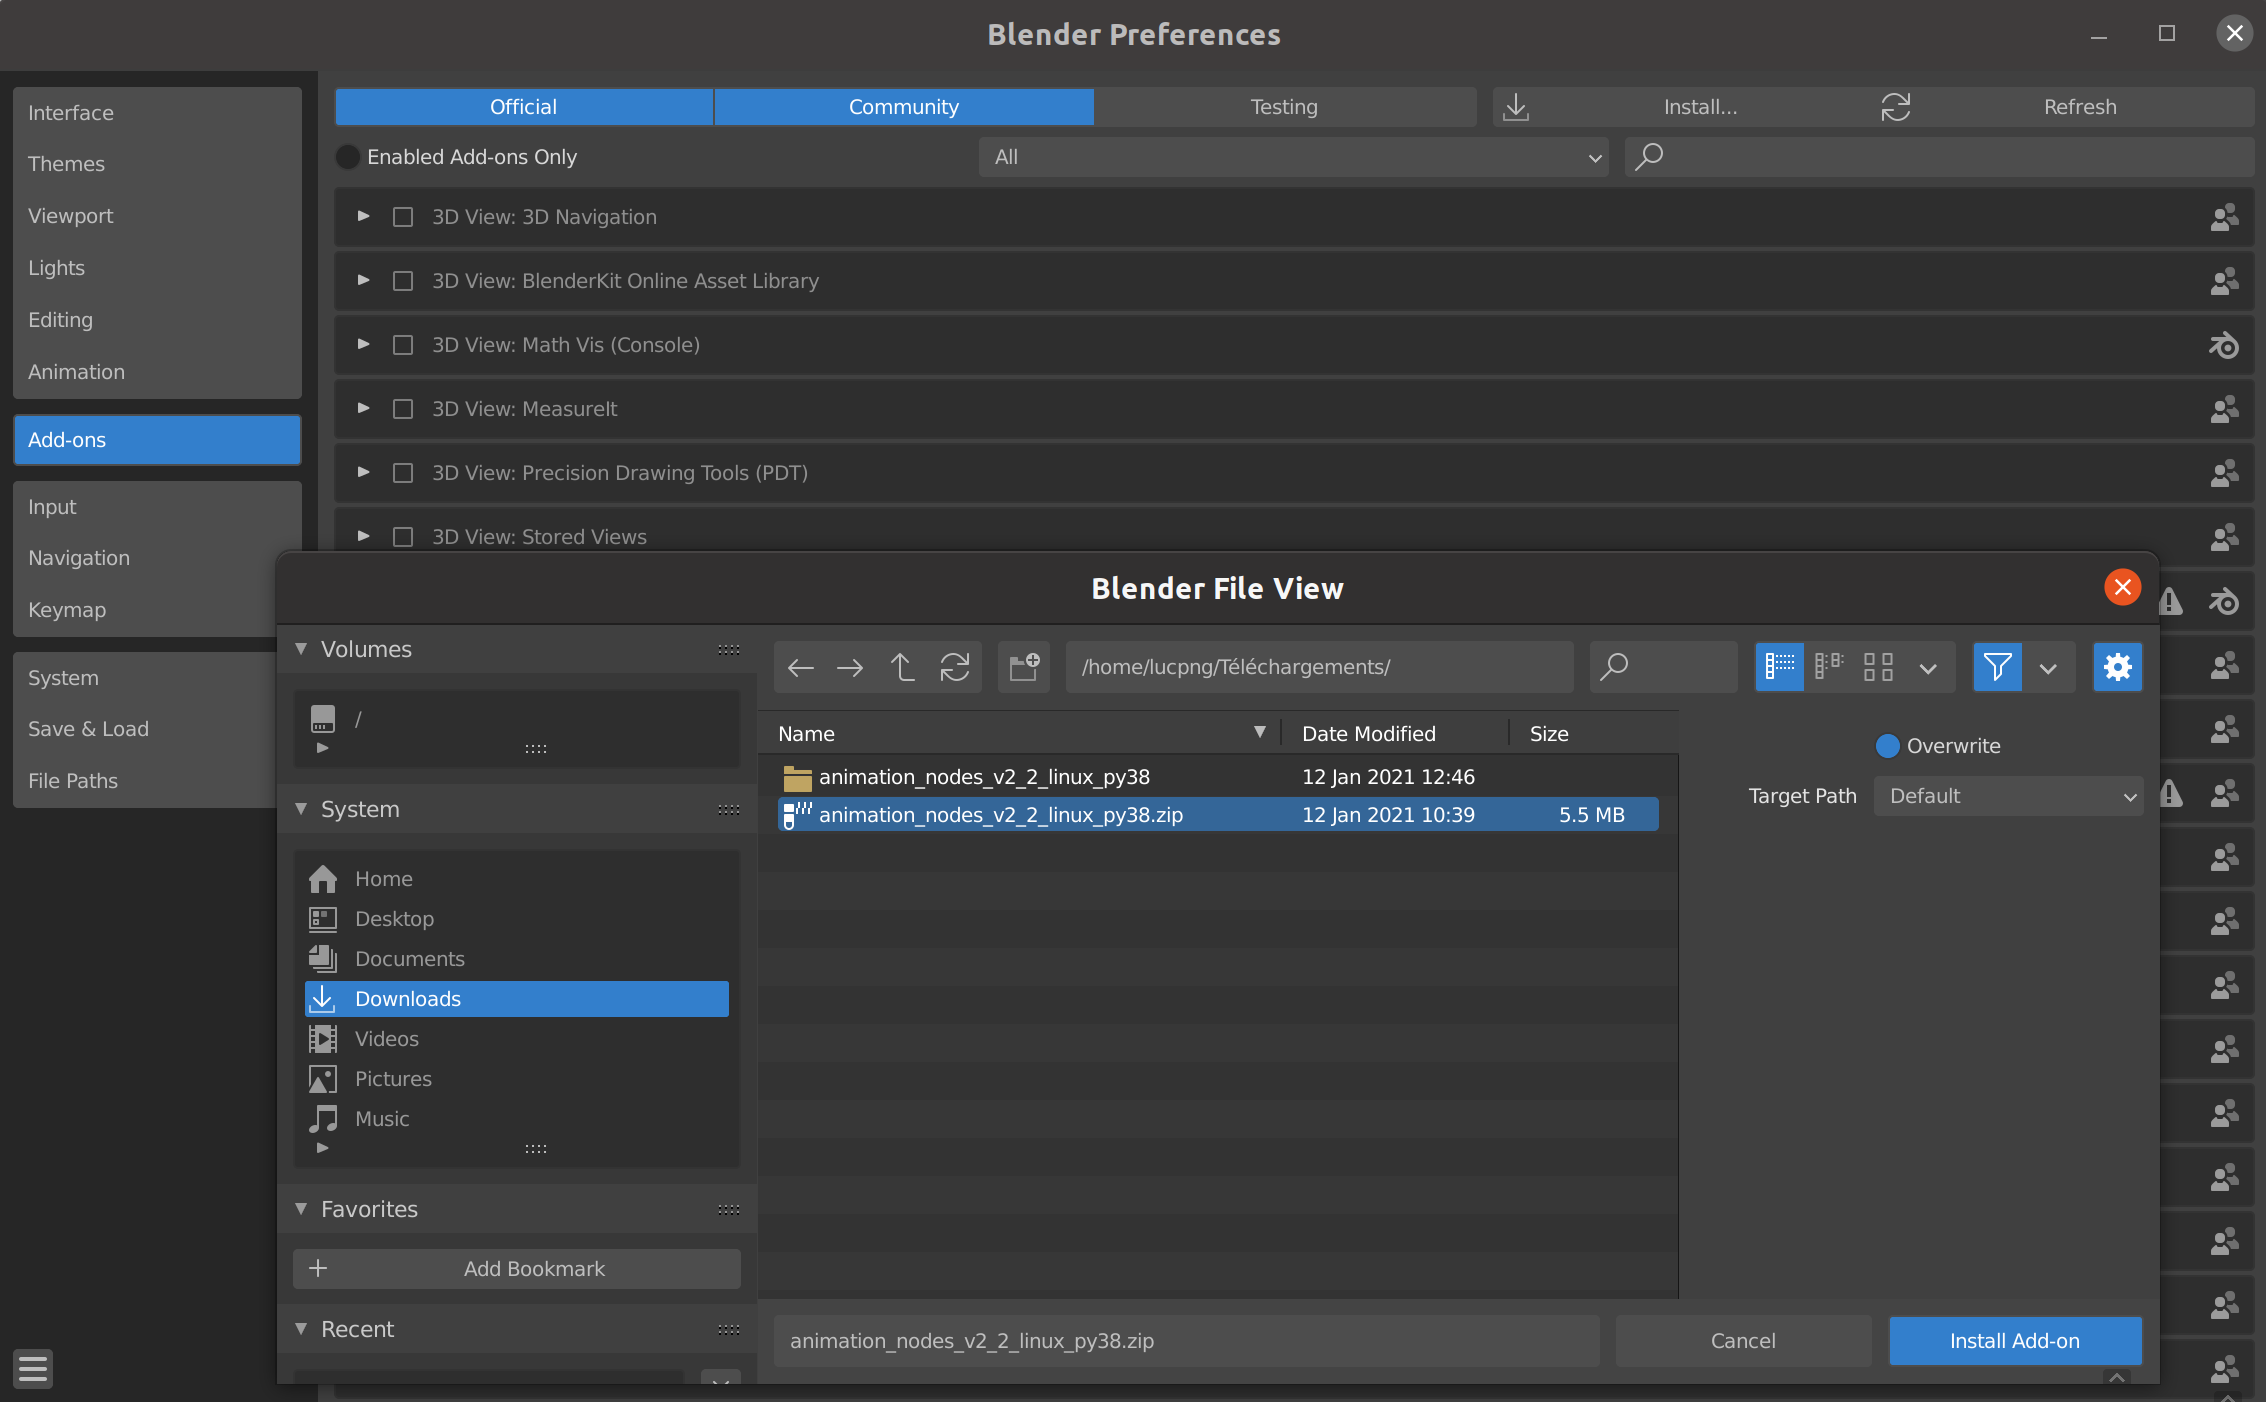 Blender Preferences
Interface
Themes
Viewport
Lights
Editing
Animation
Add-ons
Input
Navigation
Keymap
System
Save & Load
File Paths
Official Community Testing Install... Refresh
Enabled Add-ons Only All
3D View: 3D Navigation
3D View: BlenderKit Online Asset Library
3D View: Math Vis (Console)
3D View: MeasureIt
3D View: Precision Drawing Tools (PDT)
3D View: Stored Views
Blender File View
Volumes
/
System
Home
Desktop
Documents
Downloads
Videos
Pictures
Music
Favorites
Add Bookmark
Recent
/home/lucpng/Téléchargements/
Name Date Modified Size
animation_nodes_v2_2_linux_py38 12 Jan 2021 12:46
animation_nodes_v2_2_linux_py38.zip 12 Jan 2021 10:39 5.5 MB
Overwrite
Target Path Default
animation_nodes_v2_2_linux_py38.zip Cancel Install Add-on